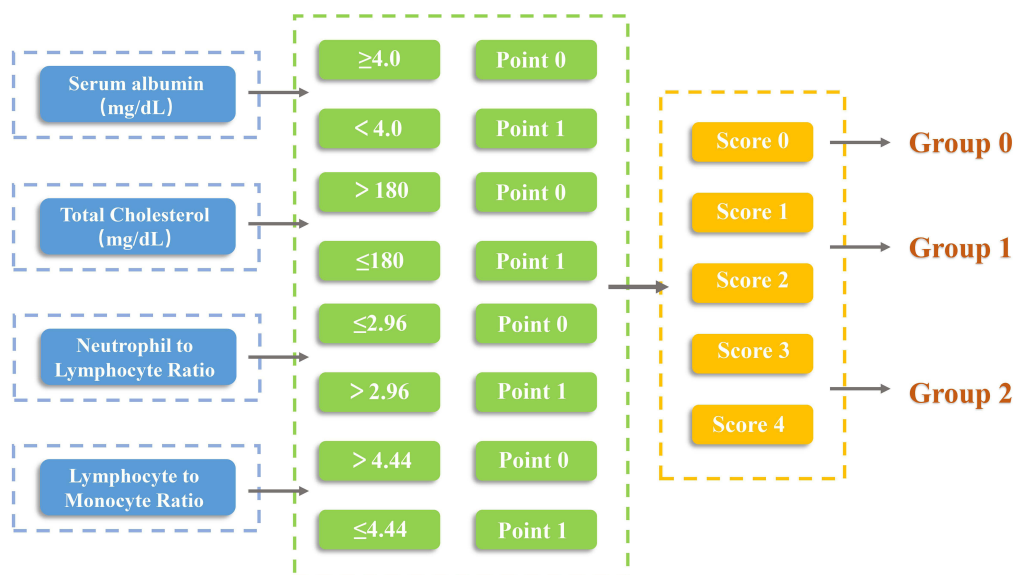 Serum albumin
(mg/dL)
≥4.0
Point 0
< 4.0
Point 1
Total Cholesterol
(mg/dL)
> 180
Point 0
≤180
Point 1
Neutrophil to
Lymphocyte Ratio
≤2.96
Point 0
> 2.96
Point 1
Lymphocyte to
Monocyte Ratio
> 4.44
Point 0
≤4.44
Point 1
Score 0
Score 1
Score 2
Score 3
Score 4
Group 0
Group 1
Group 2